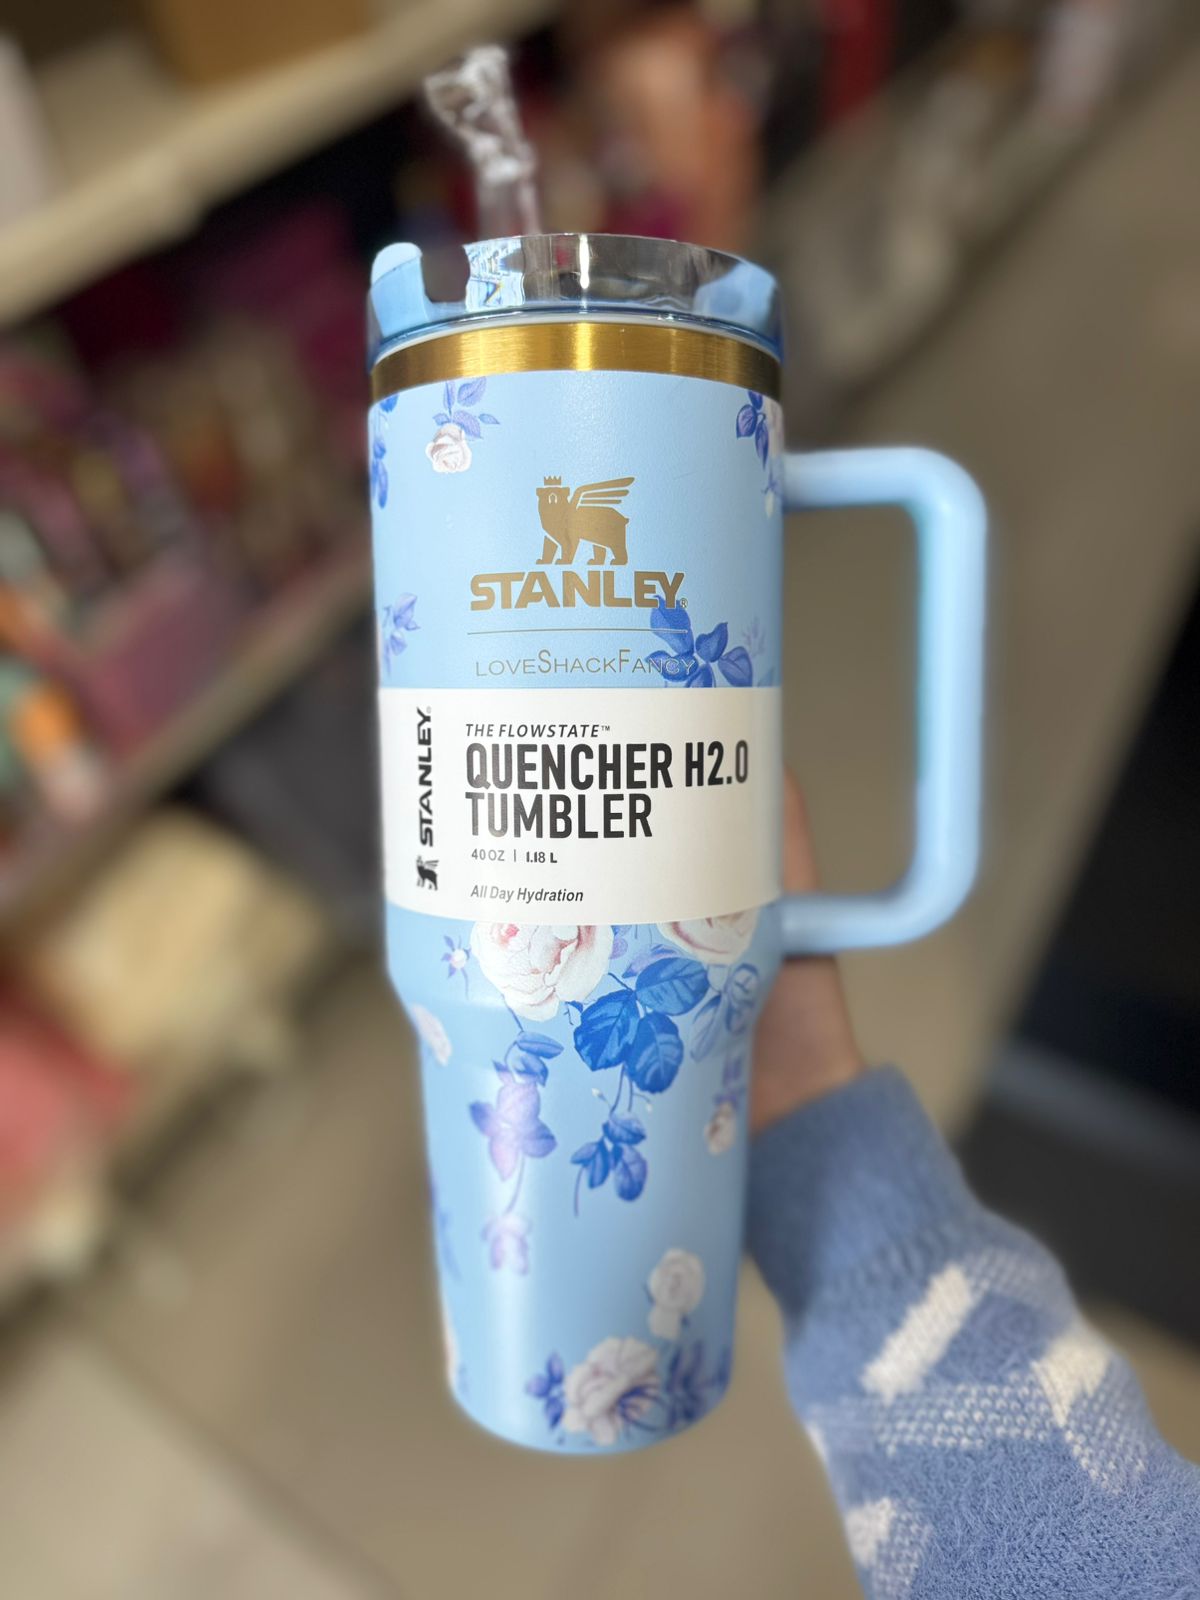 STANLEY®
LoveShackFancy
STANLEY®
THE FLOWSTATE™
QUENCHER H2.0
TUMBLER
40 OZ | 1.18 L
All Day Hydration